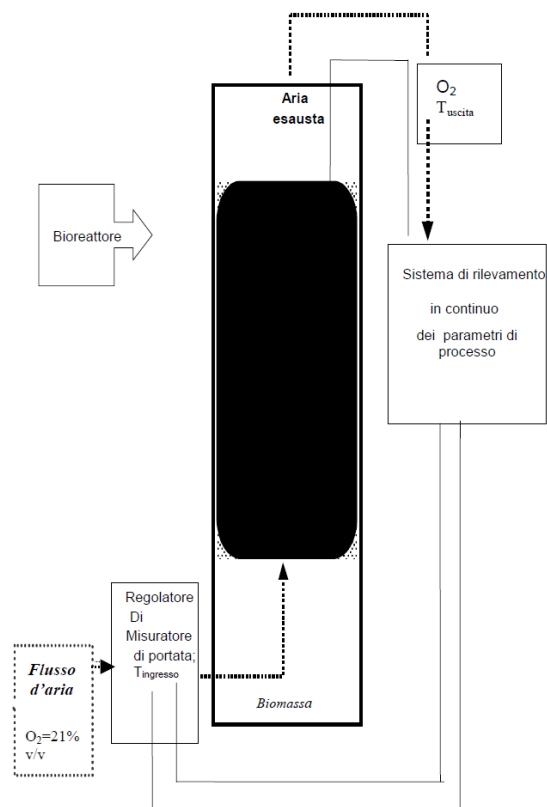 Aria
esausta
O₂
Tuscita
Bioreattore
Sistema di rilevamento
in continuo
dei parametri di
processo
Regolatore
Di
Misuratore
di portata;
Tingresso
Flusso
d'aria
O₂=21%
v/v
Biomassa